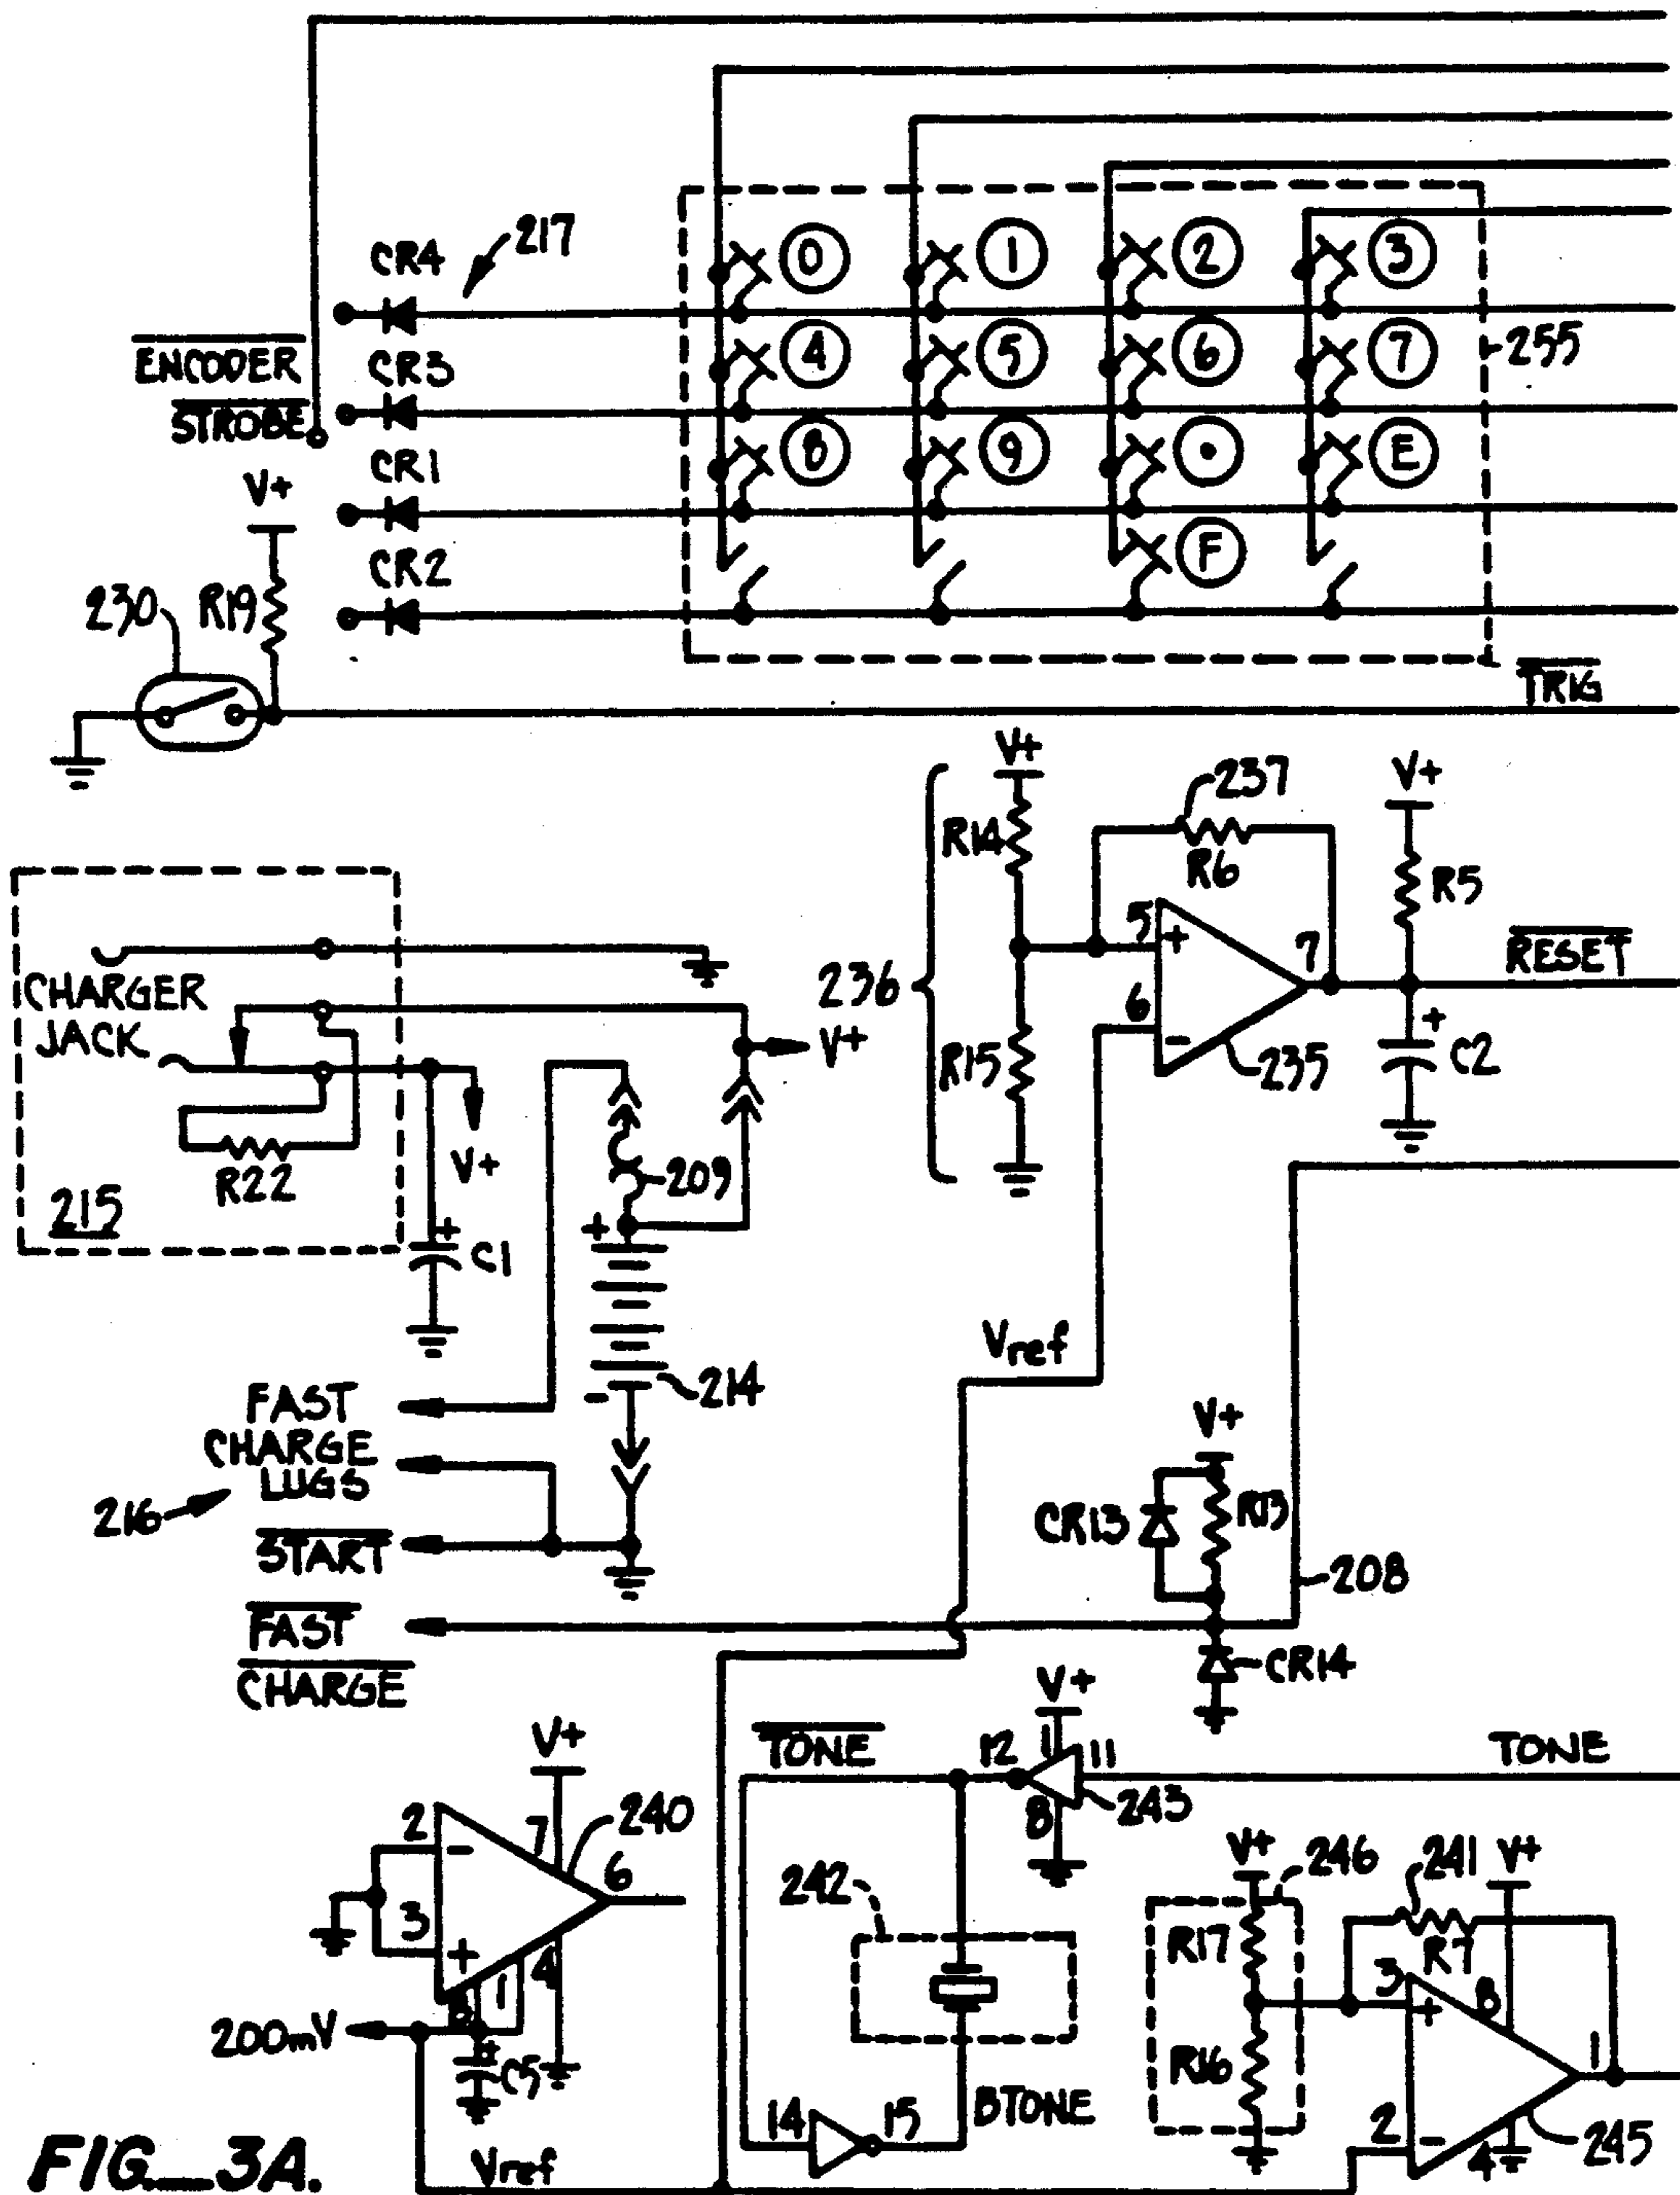 CR4
217
0
1
2
3
ENCODER
STROBE
CR3
4
5
6
7
255
V+
CR1
8
9
•
E
230
R19
CR2
F
TRIG
V+
R14
237
R6
V+
R5
236
5
+
7
6
-
235
RESET
+
C2
R15
CHARGER
JACK
V+
V+
R22
215
+
C1
209
+
-
214
Vref
FAST
CHARGE
LUGS
216
START
V+
CR13
R13
208
FAST
CHARGE
CR14
V+
TONE
12
1
11
TONE
8
243
V+
2
-
7
240
6
3
+
8
1
4
200mV
+
C5
242
V+
246
241
V+
R17
R7
3
+
8
1
R16
14
15
BTONE
2
-
4
245
FIG_3A.
Vref